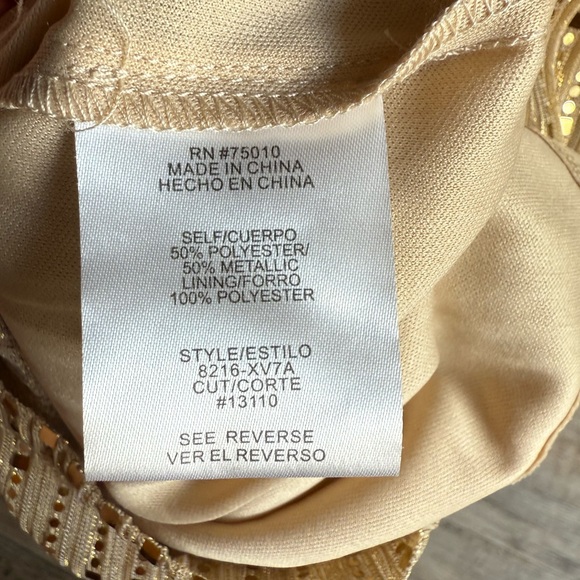 RN #75010
MADE IN CHINA
HECHO EN CHINA
SELF/CUERPO
50% POLYESTER/
50% METALLIC
LINING/FORRO
100% POLYESTER
STYLE/ESTILO
8216-XV7A
CUT/CORTE
#13110
SEE REVERSE
VER EL REVERSO